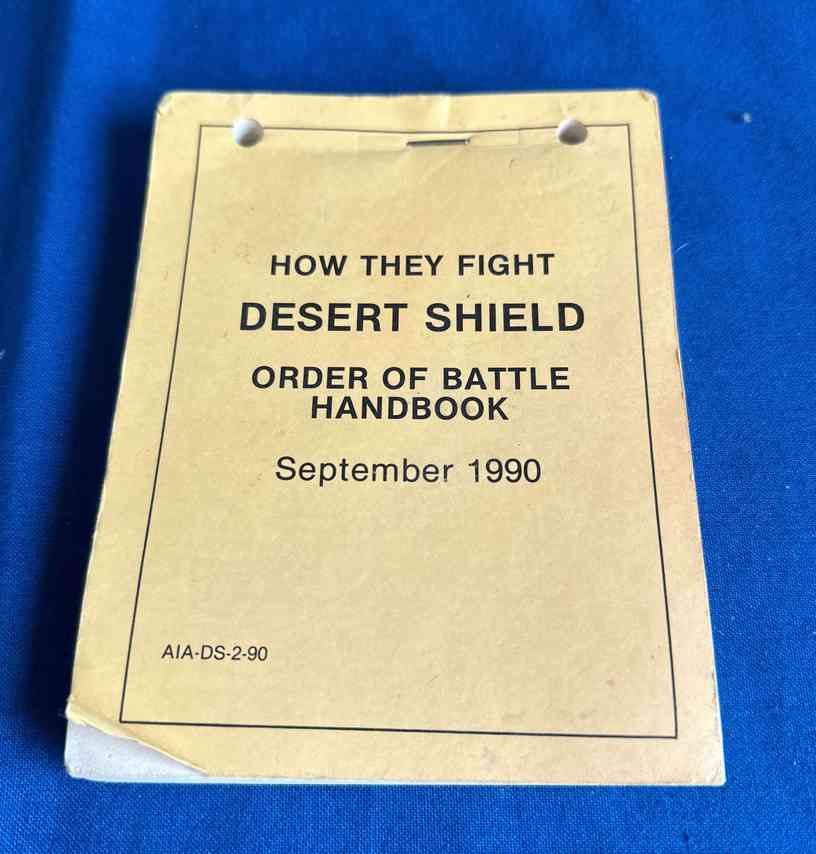 HOW THEY FIGHT
DESERT SHIELD
ORDER OF BATTLE
HANDBOOK
September 1990
AIA-DS-2-90